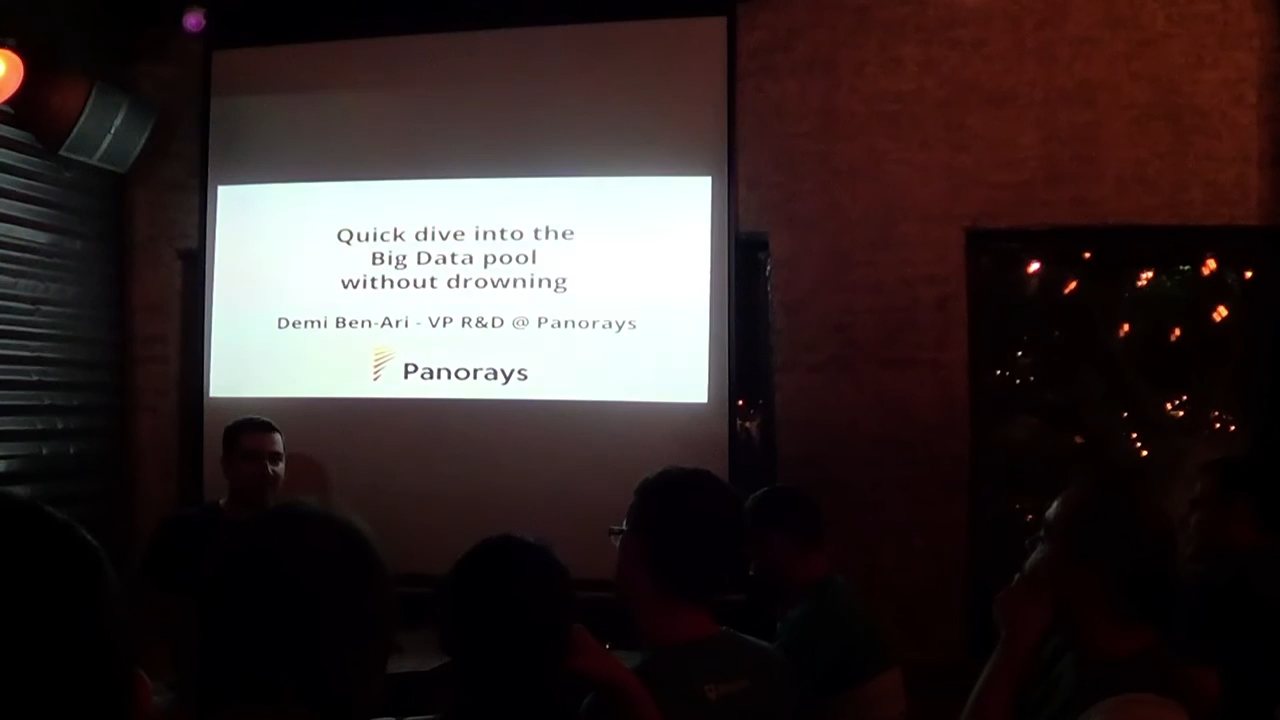 Quick dive into the
Big Data pool
without drowning
Demi Ben-Ari - VP R&D @ Panorays
Panorays